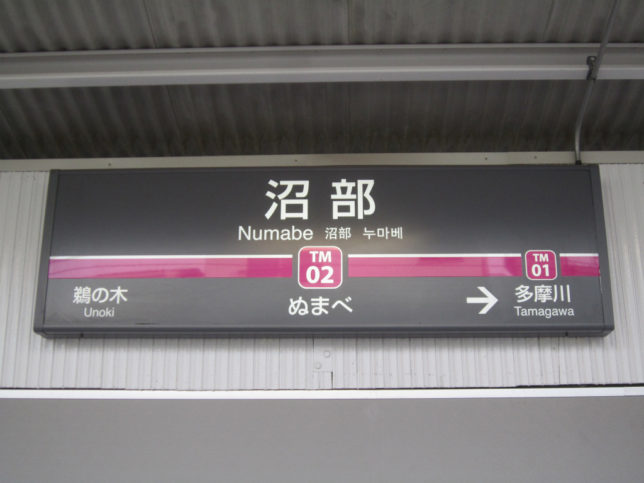 沼部
Numabe 沼部 누마베
TM
02
TM
01
鵜の木
Unoki
ぬまべ
→ 多摩川
Tamagawa